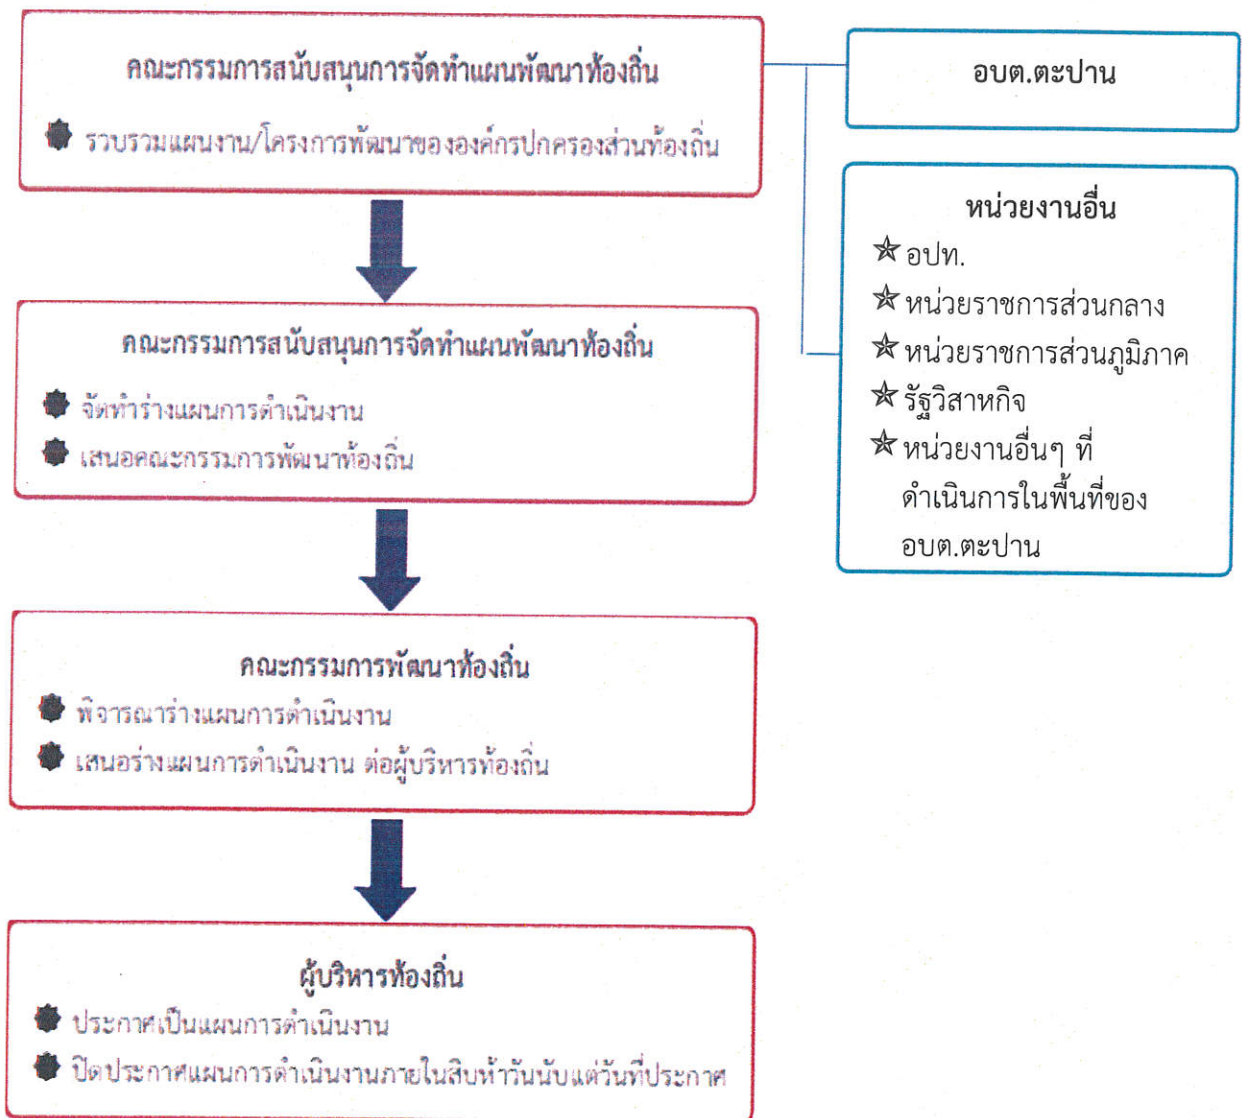 คณะกรรมการสนับสนุนการจัดทำแผนพัฒนาท้องถิ่น
รวบรวมแผนงาน/โครงการพัฒนาขององค์กรปกครองส่วนท้องถิ่น
อบต.ตะปาน
หน่วยงานอื่น
อปท.
หน่วยราชการส่วนกลาง
หน่วยราชการส่วนภูมิภาค
รัฐวิสาหกิจ
หน่วยงานอื่นๆ ที่
ดำเนินการในพื้นที่ของ
อบต.ตะปาน
คณะกรรมการสนับสนุนการจัดทำแผนพัฒนาท้องถิ่น
จัดทำร่างแผนการดำเนินงาน
เสนอคณะกรรมการพัฒนาท้องถิ่น
คณะกรรมการพัฒนาท้องถิ่น
พิจารณาร่างแผนการดำเนินงาน
เสนอร่างแผนการดำเนินงาน ต่อผู้บริหารท้องถิ่น
ผู้บริหารท้องถิ่น
ประกาศเป็นแผนการดำเนินงาน
ปิดประกาศแผนการดำเนินงานภายในสิบห้าวันนับแต่วันที่ประกาศ